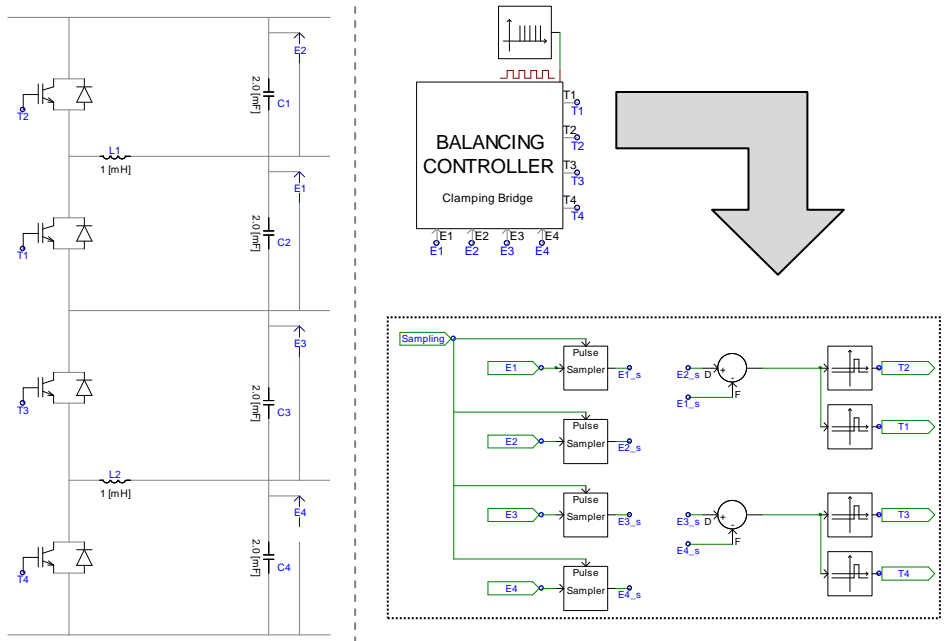 E2
2.0 [mF]
C1
T2
L1
1 [mH]
E1
2.0 [mF]
C2
T1
E3
2.0 [mF]
C3
T3
L2
1 [mH]
E4
2.0 [mF]
C4
T4
BALANCING
CONTROLLER
Clamping Bridge
T1
T1
T2
T2
T3
T3
T4
T4
E1 E2 E3 E4
E1 E2 E3 E4
Sampling
E1
Pulse
Sampler
E1_s
E2
Pulse
Sampler
E2_s
E3
Pulse
Sampler
E3_s
E4
Pulse
Sampler
E4_s
E2_s D + - F
E1_s
T2
T1
E3_s D + - F
E4_s
T3
T4